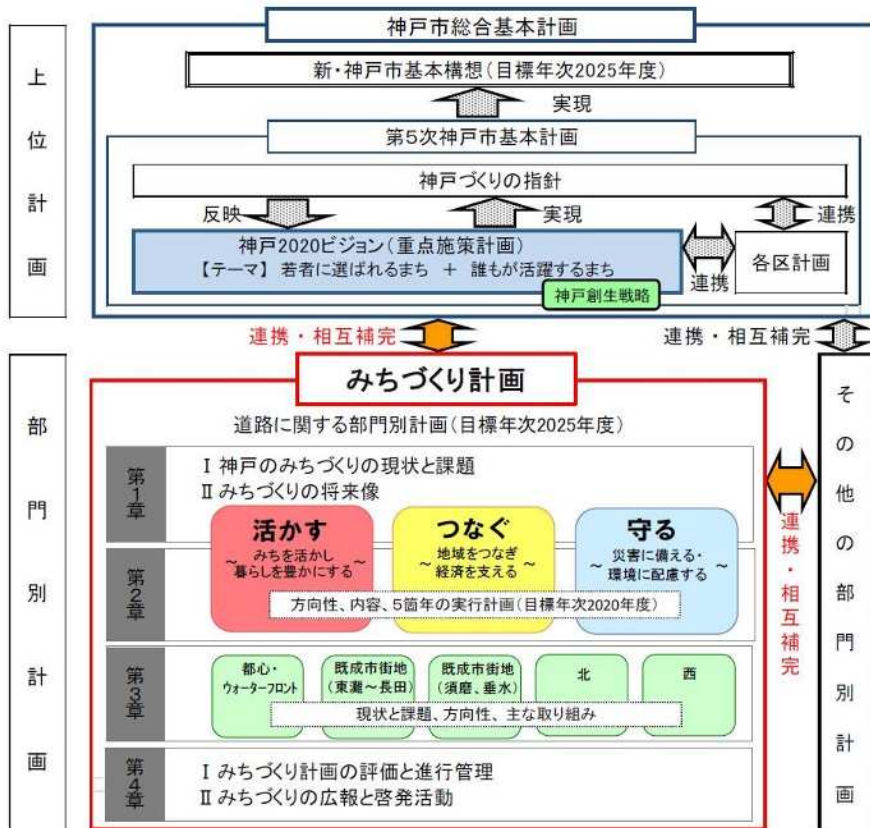 神戸市総合基本計画
上位計画
新・神戸市基本構想(目標年次2025年度)
実現
第5次神戸市基本計画
神戸づくりの指針
反映
実現
連携
神戸2020ビジョン(重点施策計画)
【テーマ】 若者に選ばれるまち + 誰もが活躍するまち
神戸創生戦略
連携
各区計画
連携・相互補完
連携・相互補完
部門別計画
みちづくり計画
道路に関する部門別計画(目標年次2025年度)
第1章
Ⅰ 神戸のみちづくりの現状と課題
Ⅱ みちづくりの将来像
活かす
~ みちを活かし
暮らしを豊かにする ~
つなぐ
~ 地域をつなぎ
経済を支える ~
守る
~ 災害に備える・
環境に配慮する ~
第2章
方向性、内容、5箇年の実行計画(目標年次2020年度)
第3章
都心・
ウォーターフロント
既成市街地
(東灘~長田)
既成市街地
(須磨、垂水)
北
西
現状と課題、方向性、主な取り組み
第4章
Ⅰ みちづくり計画の評価と進行管理
Ⅱ みちづくりの広報と啓発活動
連携・相互補完
その他の部門別計画